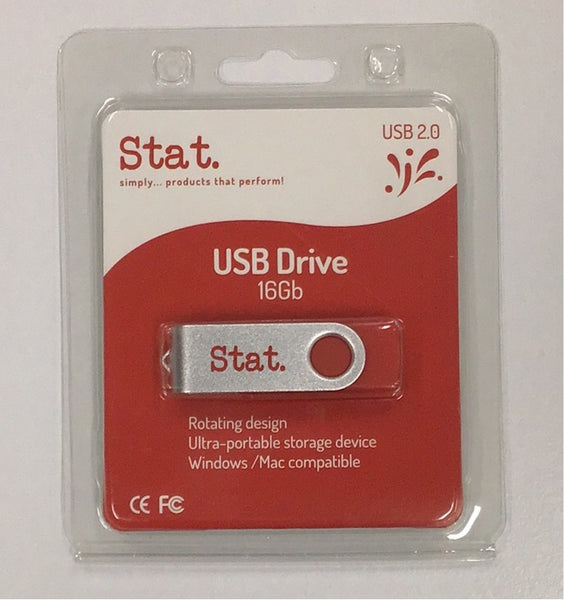 USB 2.0
Stat.
simply... products that perform!
USB Drive
16Gb
Stat.
Rotating design
Ultra-portable storage device
Windows /Mac compatible
CE FC